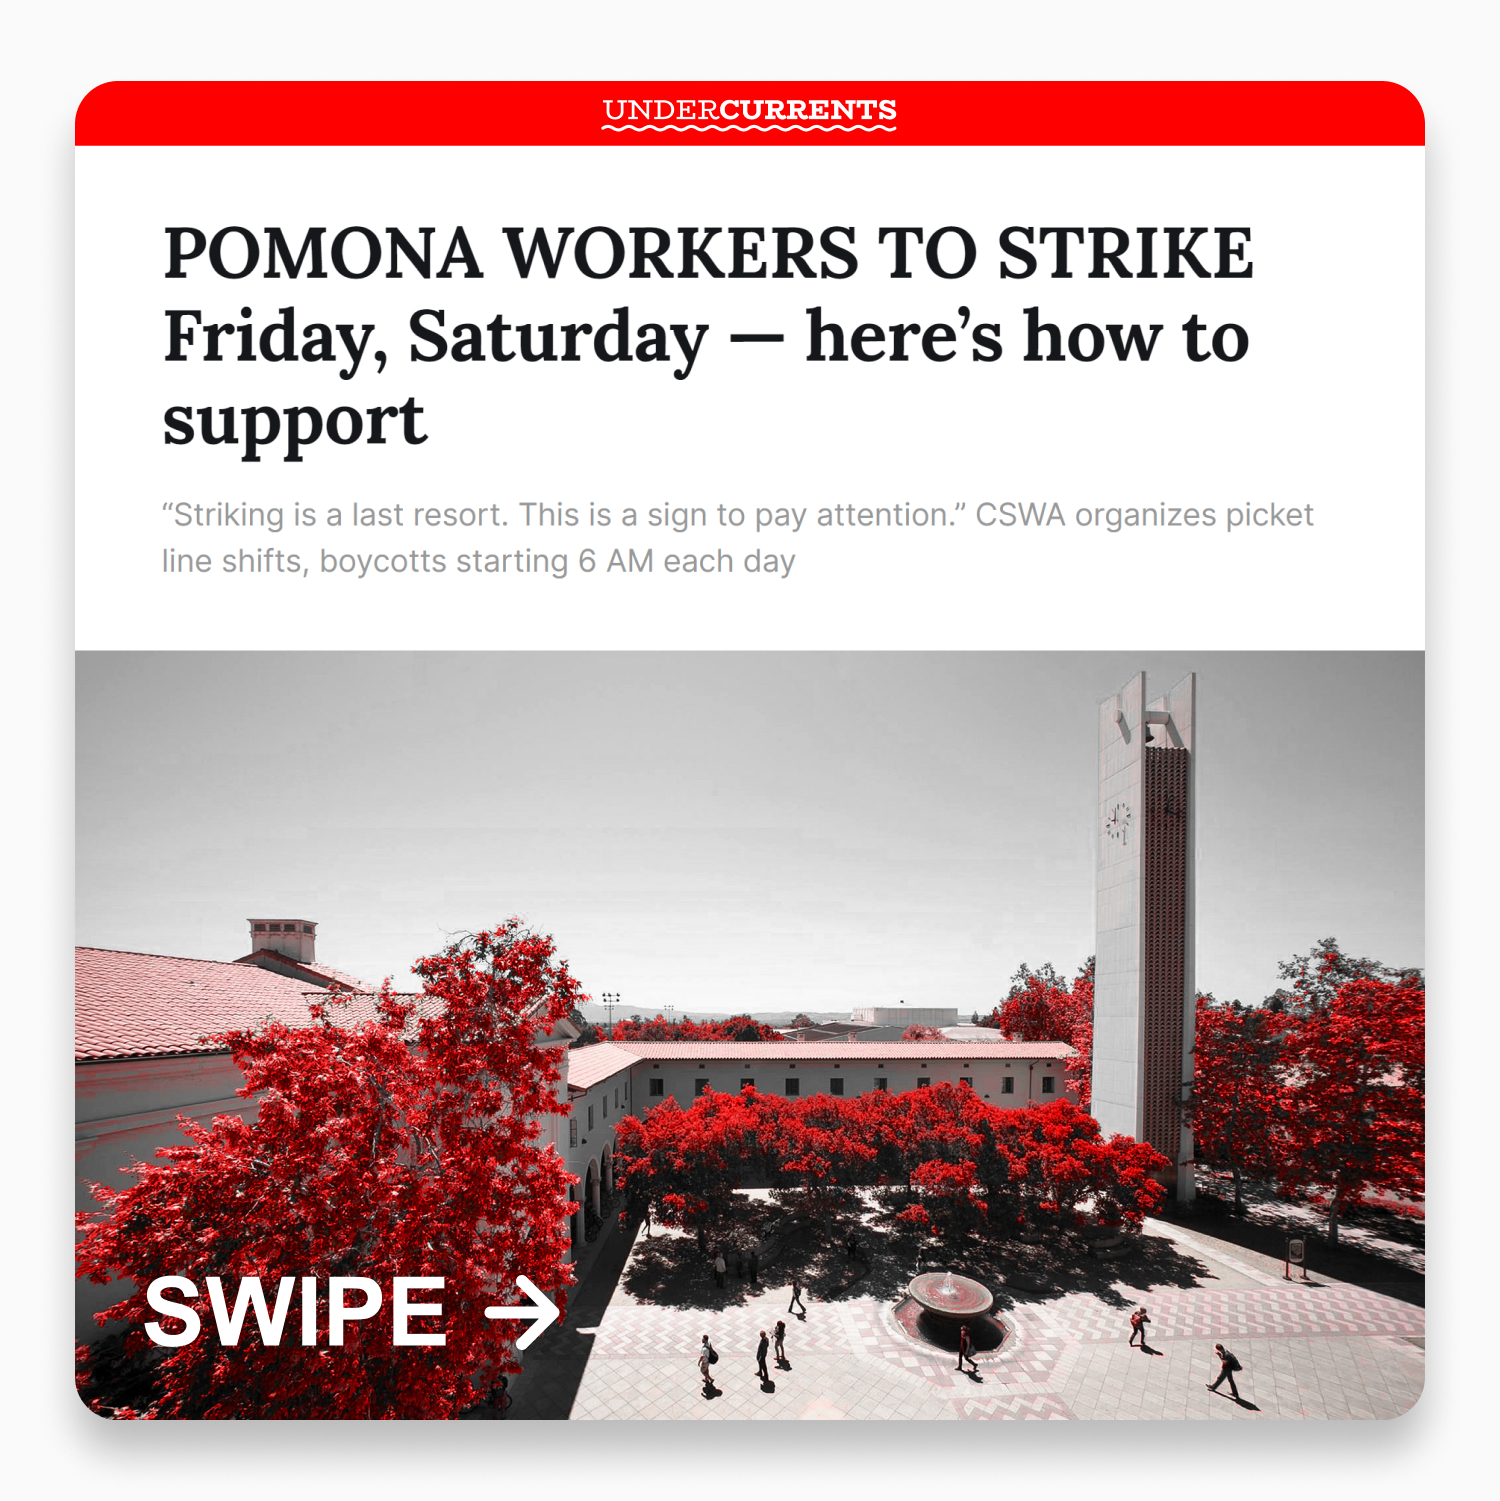 UNDERCURRENTS
POMONA WORKERS TO STRIKE
Friday, Saturday — here’s how to
support
“Striking is a last resort. This is a sign to pay attention.” CSWA organizes picket
line shifts, boycotts starting 6 AM each day
SWIPE →